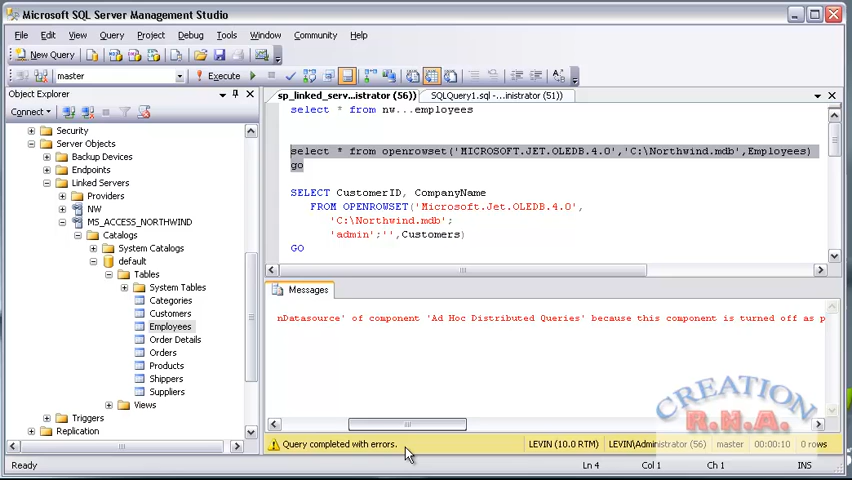 Microsoft SQL Server Management Studio
File Edit View Query Project Debug Tools Window Community Help
New Query
master Execute
Object Explorer
Connect
Security
Server Objects
Backup Devices
Endpoints
Linked Servers
Providers
NW
MS_ACCESS_NORTHWIND
Catalogs
System Catalogs
default
Tables
System Tables
Categories
Customers
Employees
Order Details
Orders
Products
Shippers
Suppliers
Views
Triggers
Replication
sp_linked_serv...istrator (56)) SQLQuery1.sql -...inistrator (51))
select * from nw...employees
select * from openrowset('MICROSOFT.JET.OLEDB.4.0','C:\Northwind.mdb',Employees)
go
SELECT CustomerID, CompanyName
FROM OPENROWSET('Microsoft.Jet.OLEDB.4.0',
'C:\Northwind.mdb';
'admin';'',Customers)
GO
Messages
nDatasource' of component 'Ad Hoc Distributed Queries' because this component is turned off as p
CREATION
R.H.A.
Query completed with errors. LEVIN (10.0 RTM) LEVIN\Administrator (56) master 00:00:10 0 rows
Ready Ln 4 Col 1 Ch 1 INS